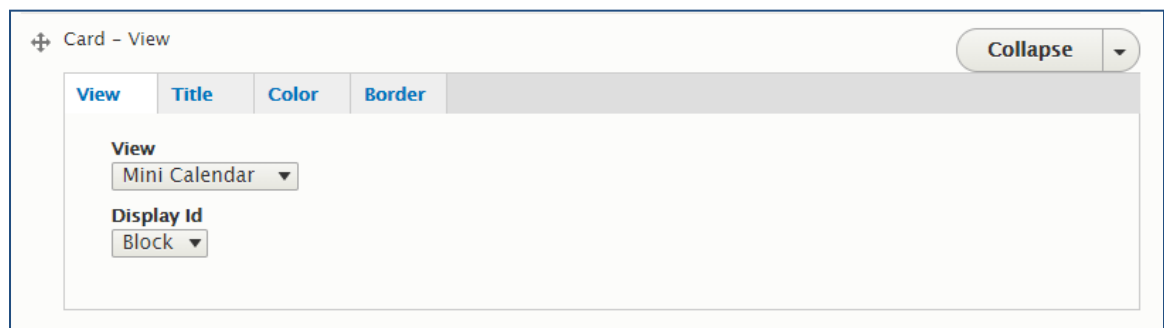 Card – View
Collapse
View Title Color Border
View
Mini Calendar
Display Id
Block